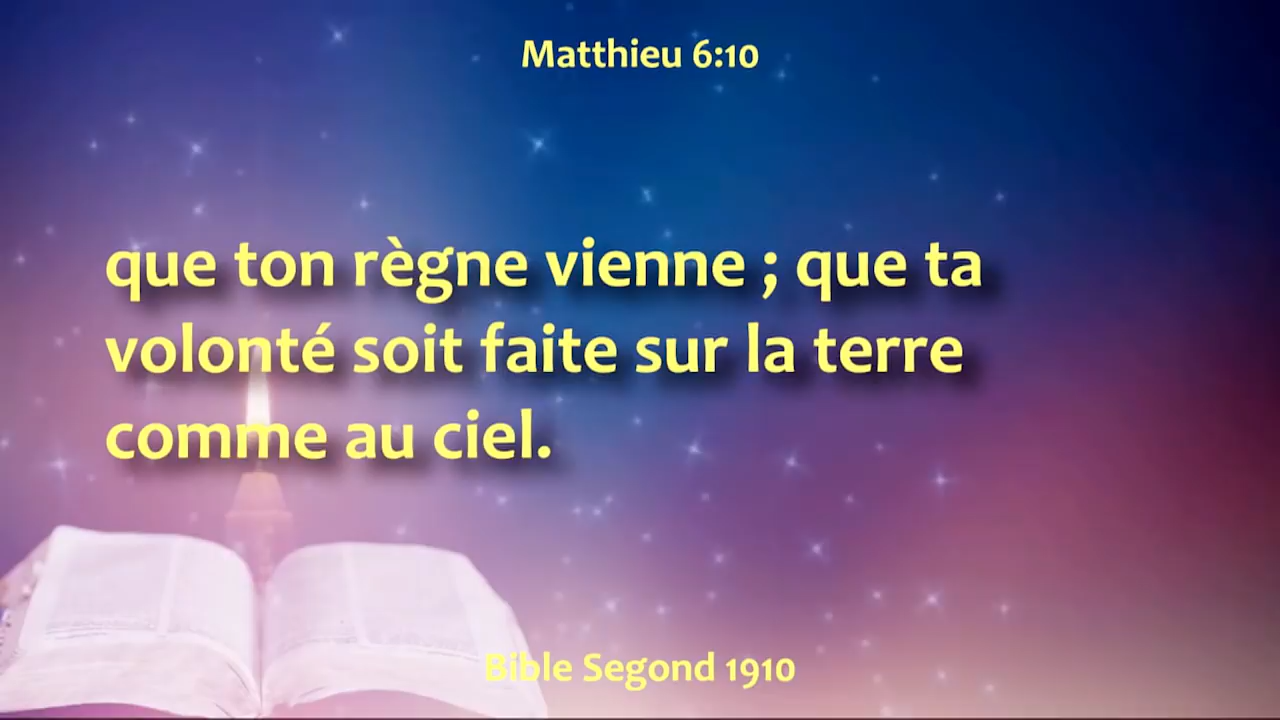 Matthieu 6:10
que ton règne vienne ; que ta
volonté soit faite sur la terre
comme au ciel.
Bible Segond 1910